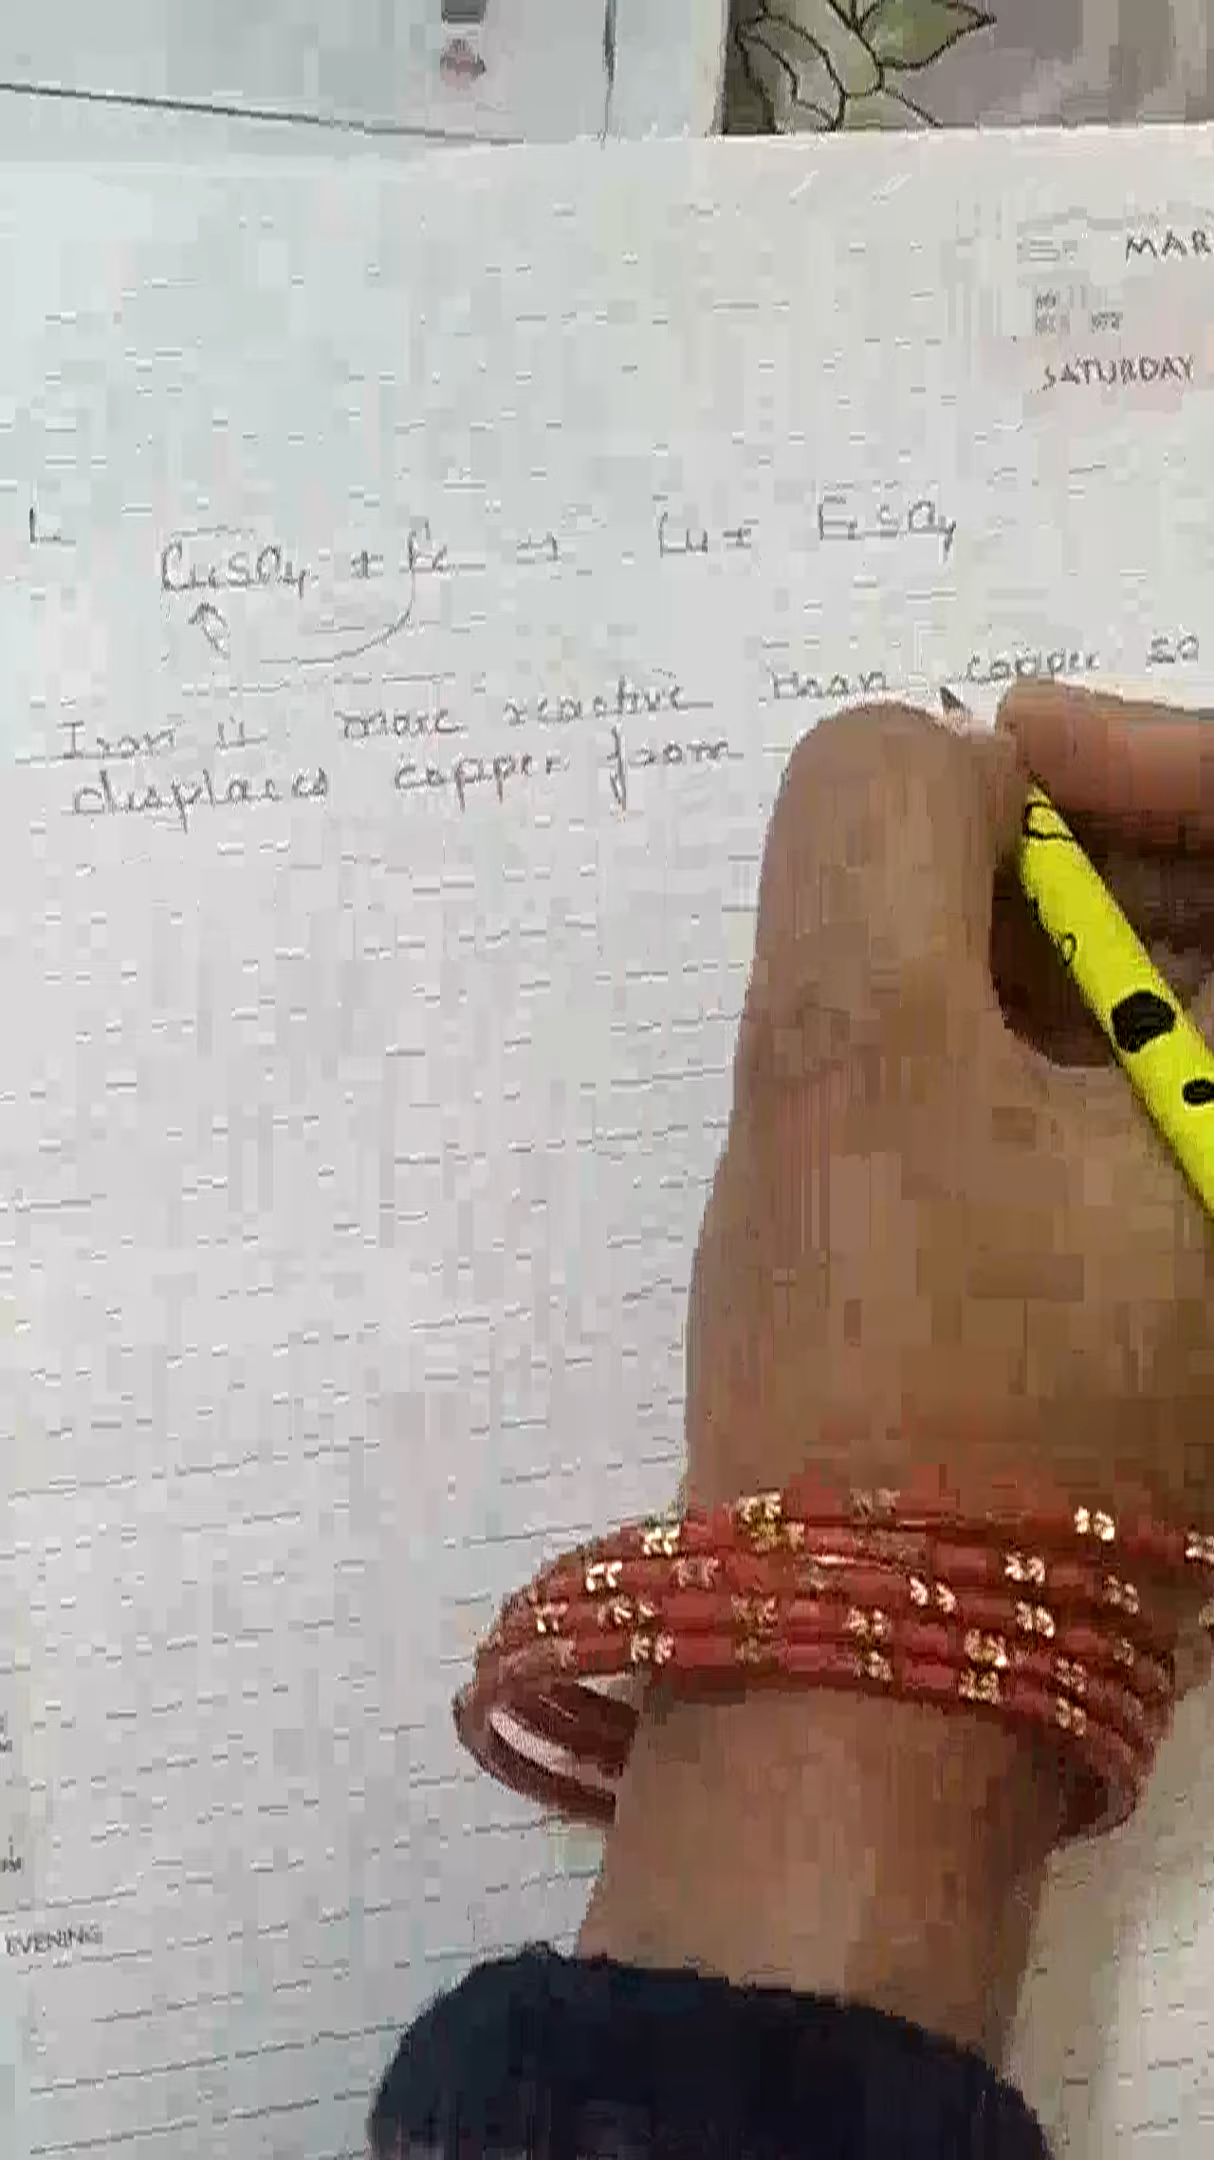 MAR
SATURDAY
CuSO4 + Fe → Cu + FeSO4
Iron is more reactive than copper so
displaces copper from
EVENING